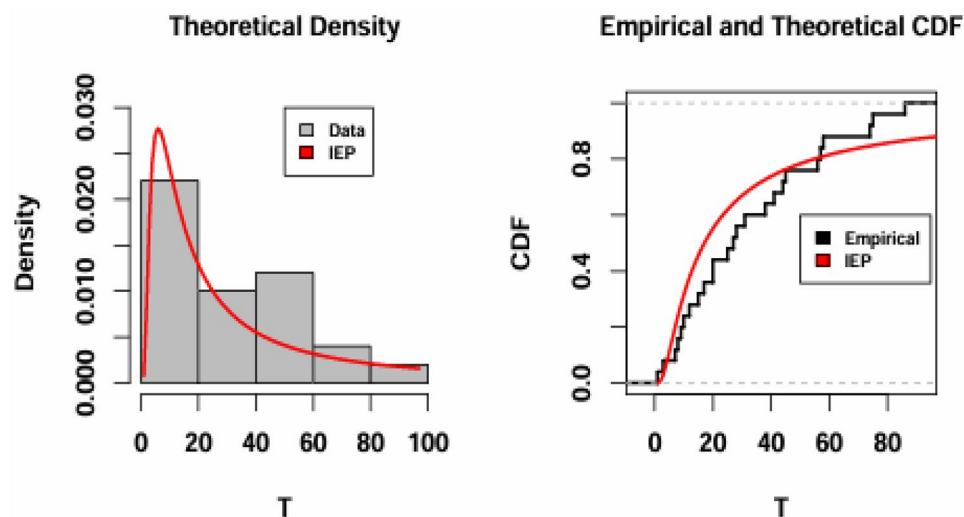 Theoretical Density
Density
0.000
0.010
0.020
0.030
Data
IEP
0
20
40
60
80
100
T
Empirical and Theoretical CDF
CDF
0.0
0.4
0.8
Empirical
IEP
0
20
40
60
80
T